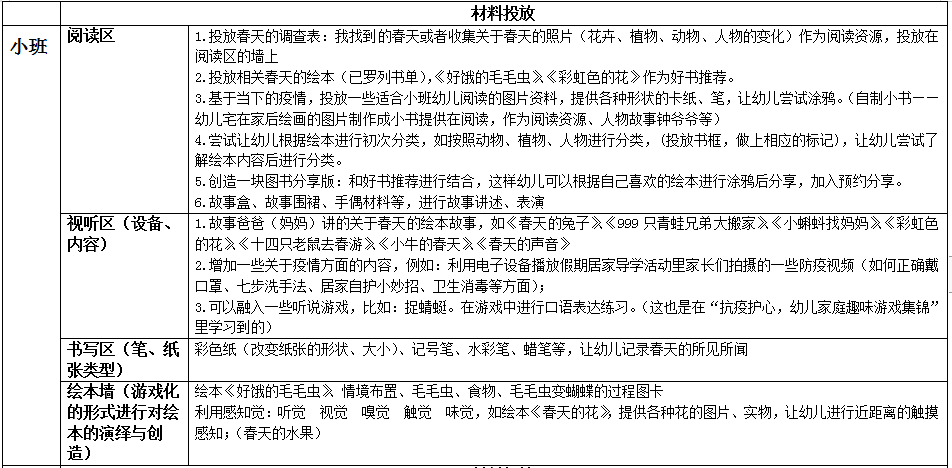 材料投放
小班
阅读区
1.投放春天的调查表：我找到的春天或者收集关于春天的照片（花卉、植物、动物、人物的变化）作为阅读资源，投放在
阅读区的墙上
2.投放相关春天的绘本（已罗列书单），《好饿的毛毛虫》、《彩虹色的花》作为好书推荐。
3.基于当下的疫情，投放一些适合小班幼儿阅读的图片资料，提供各种形状的卡纸、笔，让幼儿尝试涂鸦。（自制小书——
幼儿宅在家后绘画的图片制作成小书提供在阅读，作为阅读资源、人物故事钟爷爷等）
4.尝试让幼儿根据绘本进行初次分类，如按照动物、植物、人物进行分类，（投放书框，做上相应的标记），让幼儿尝试了
解绘本内容后进行分类。
5.创造一块图书分享版：和好书推荐进行结合，这样幼儿可以根据自己喜欢的绘本进行涂鸦后分享，加入预约分享。
6.故事盒、故事围裙、手偶材料等，进行故事讲述、表演
视听区（设备、
内容）
1.故事爸爸（妈妈）讲的关于春天的绘本故事，如《春天的兔子》、《999只青蛙兄弟大搬家》、《小蝌蚪找妈妈》、《彩虹色
的花》、《十四只老鼠去春游》、《小牛的春天》、《春天的声音》
2.增加一些关于疫情方面的内容，例如：利用电子设备播放假期居家导学活动里家长们拍摄的一些防疫视频（如何正确戴
口罩、七步洗手法、居家自护小妙招、卫生消毒等方面）；
3.可以融入一些听说游戏，比如：捉蜻蜓。在游戏中进行口语表达练习。（这也是在“抗疫护心，幼儿家庭趣味游戏集锦”
里学习到的）
书写区（笔、纸
张类型）
彩色纸（改变纸张的形状、大小）、记号笔、水彩笔、蜡笔等，让幼儿记录春天的所见所闻
绘本墙（游戏化
的形式进行对绘
本的演绎与创
造）
绘本《好饿的毛毛虫》：情境布置、毛毛虫、食物、毛毛虫变蝴蝶的过程图卡
利用感知觉：听觉 视觉 嗅觉 触觉 味觉，如绘本《春天的花》，提供各种花的图片、实物，让幼儿进行近距离的触摸
感知；（春天的水果）